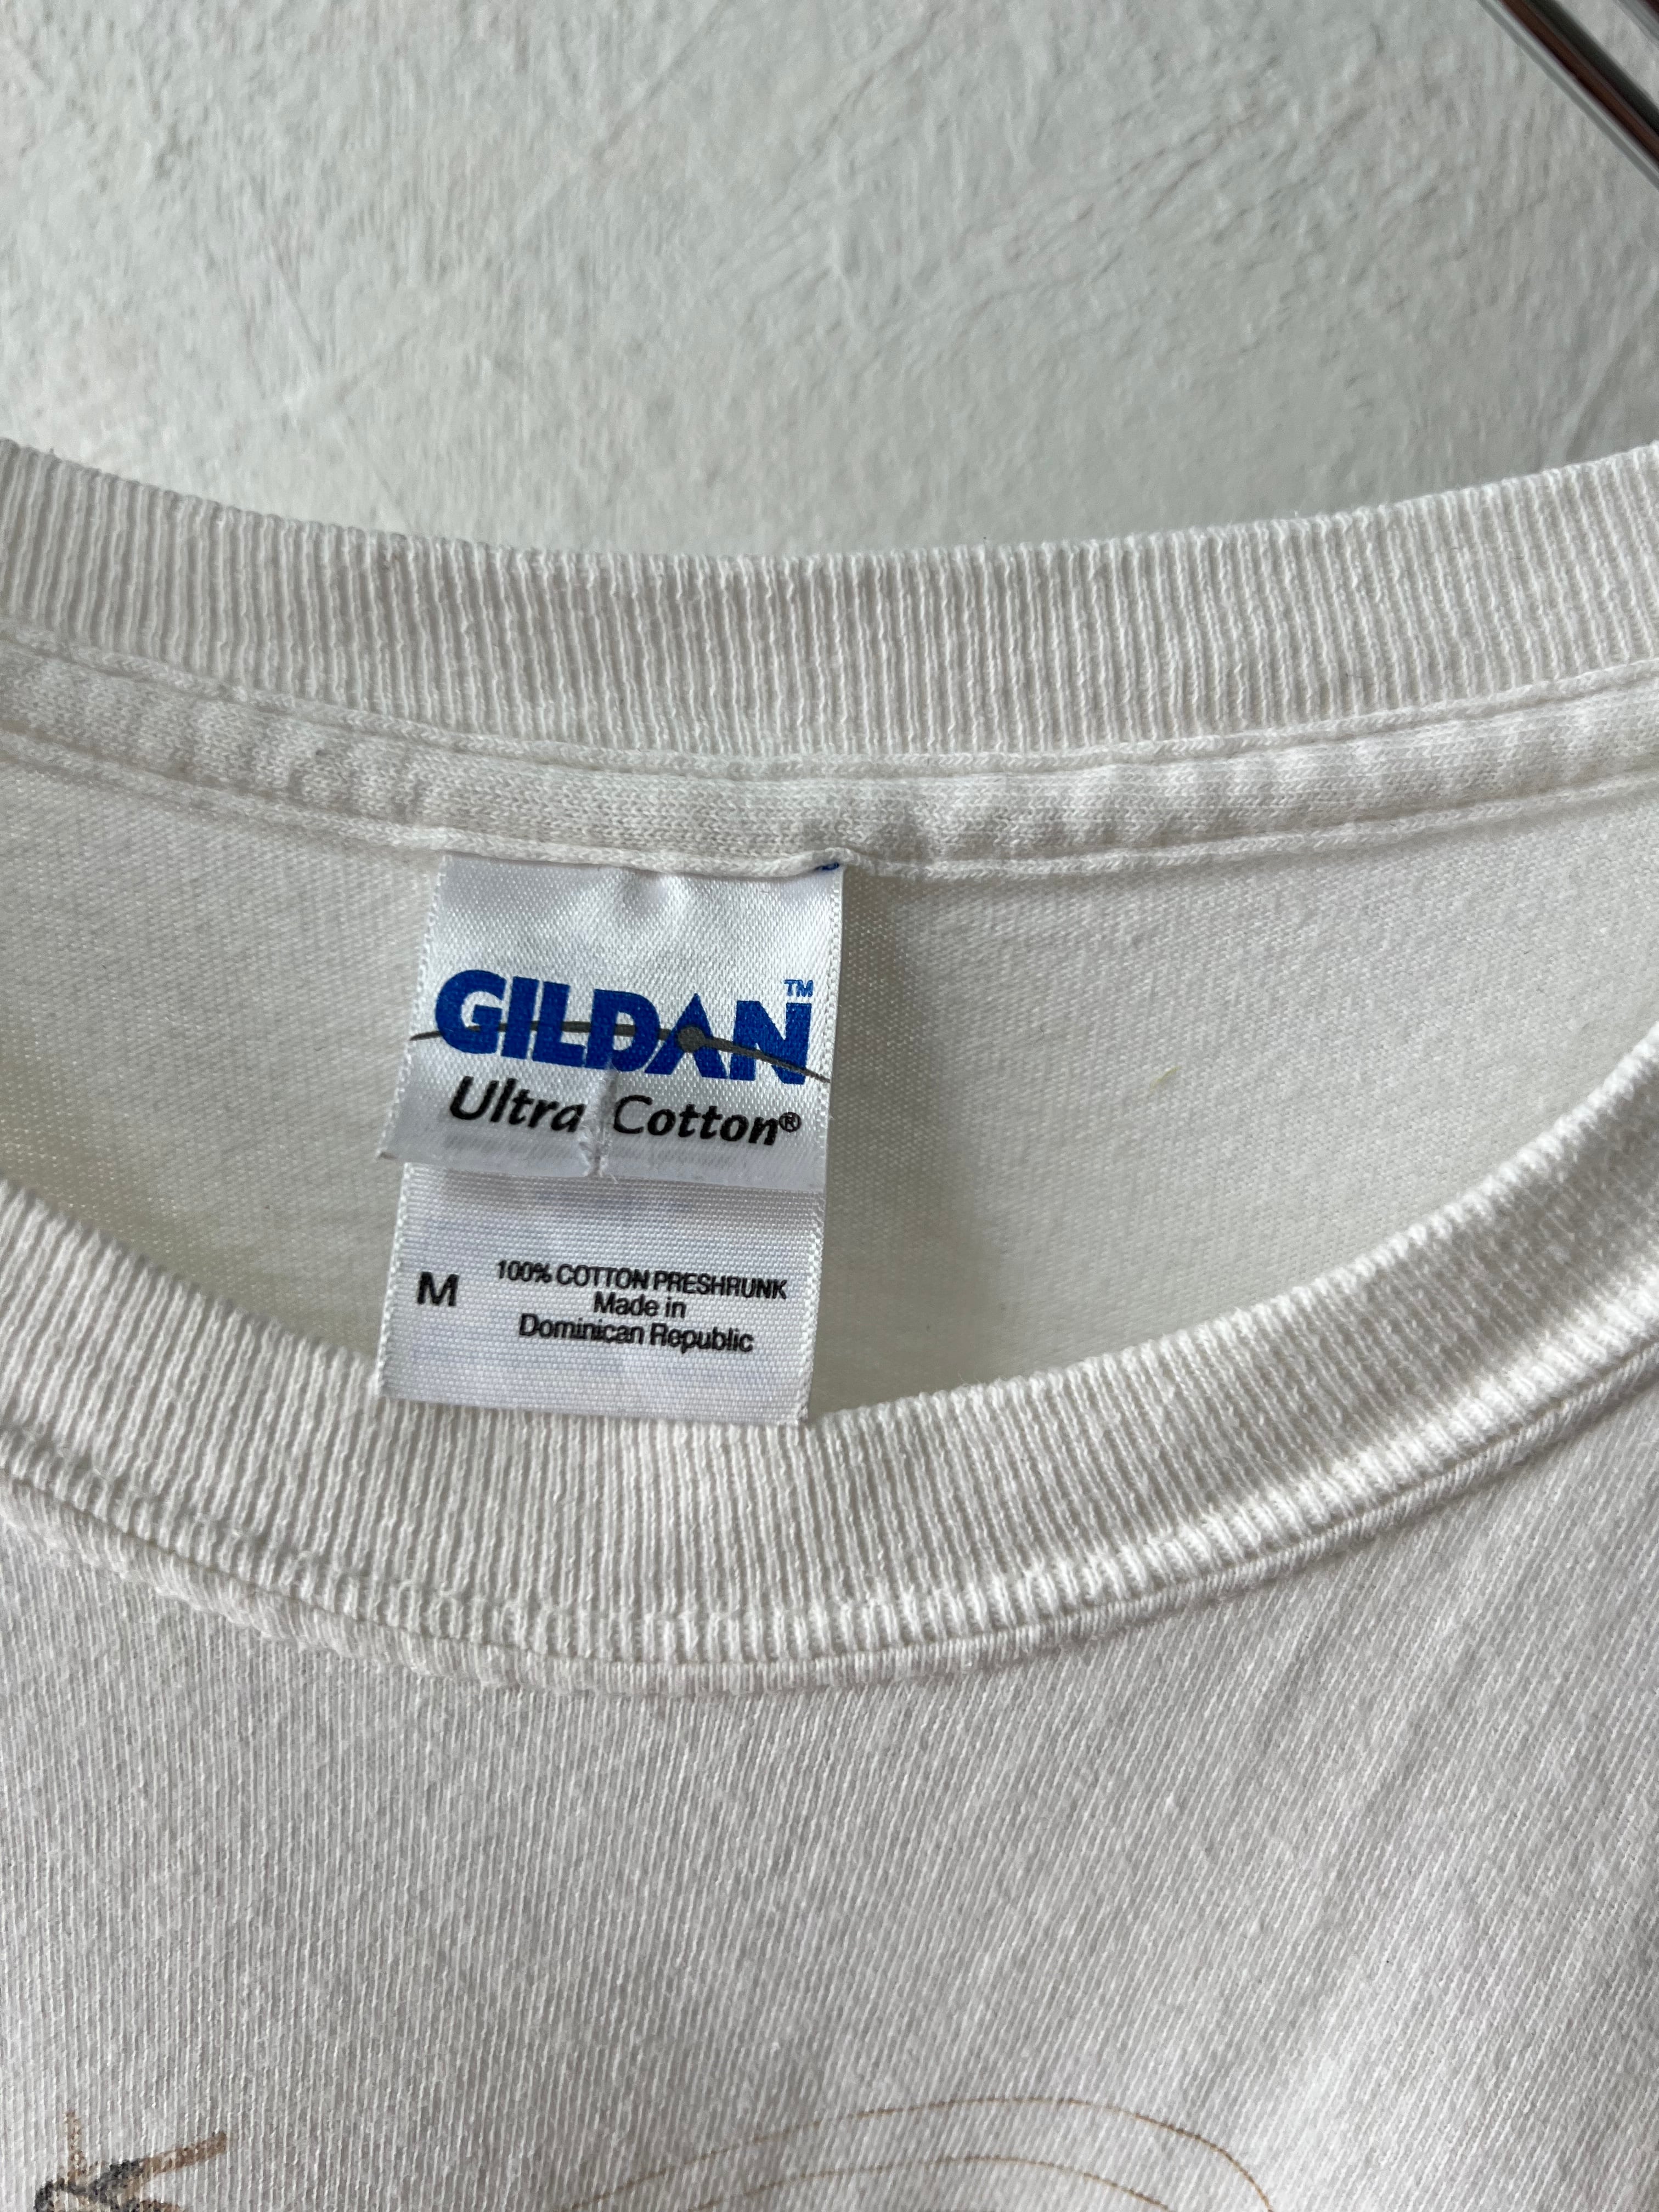 GILDAN™
Ultra Cotton®
M
100% COTTON PRESHRUNK
Made in
Dominican Republic